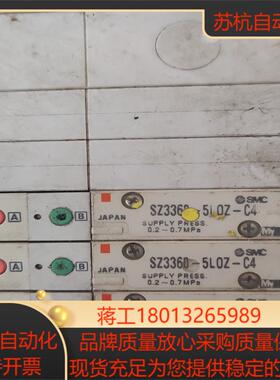 苏杭自动
A
B
JAPAN
SZ3360-5LOZ-C4
SMC
SUPPLY PRESS.
0.2~0.7MPa
A
B
JAPAN
SZ3360-5LOZ-C4
SMC
SUPPLY PRESS.
0.2~0.7MPa
蒋工18013265989
自动化
品牌质量放心采购质量保
开票
现货充足为您提供稳定的